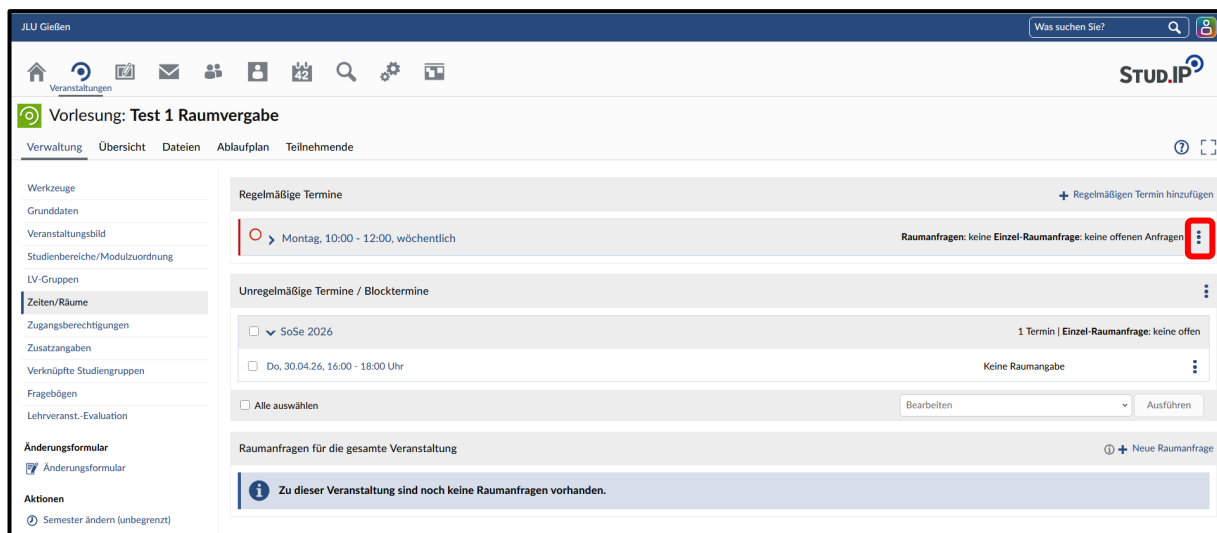 JLU Gießen
Was suchen Sie?
42
Veranstaltungen
STUD.IP
Vorlesung: Test 1 Raumvergabe
Verwaltung Übersicht Dateien Ablaufplan Teilnehmende
Werkzeuge
Grunddaten
Veranstaltungsbild
Studienbereiche/Modulzuordnung
LV-Gruppen
Zeiten/Räume
Zugangsberechtigungen
Zusatzangaben
Verknüpfte Studiengruppen
Fragebögen
Lehrveranst.-Evaluation
Änderungsformular
Änderungsformular
Aktionen
Semester ändern (unbegrenzt)
Regelmäßige Termine + Regelmäßigen Termin hinzufügen
Montag, 10:00 - 12:00, wöchentlich Raumanfragen: keine Einzel-Raumanfrage: keine offenen Anfragen
Unregelmäßige Termine / Blocktermine
SoSe 2026 1 Termin | Einzel-Raumanfrage: keine offen
Do, 30.04.26, 16:00 - 18:00 Uhr Keine Raumangabe
Alle auswählen Bearbeiten Ausführen
Raumanfragen für die gesamte Veranstaltung + Neue Raumanfrage
Zu dieser Veranstaltung sind noch keine Raumanfragen vorhanden.